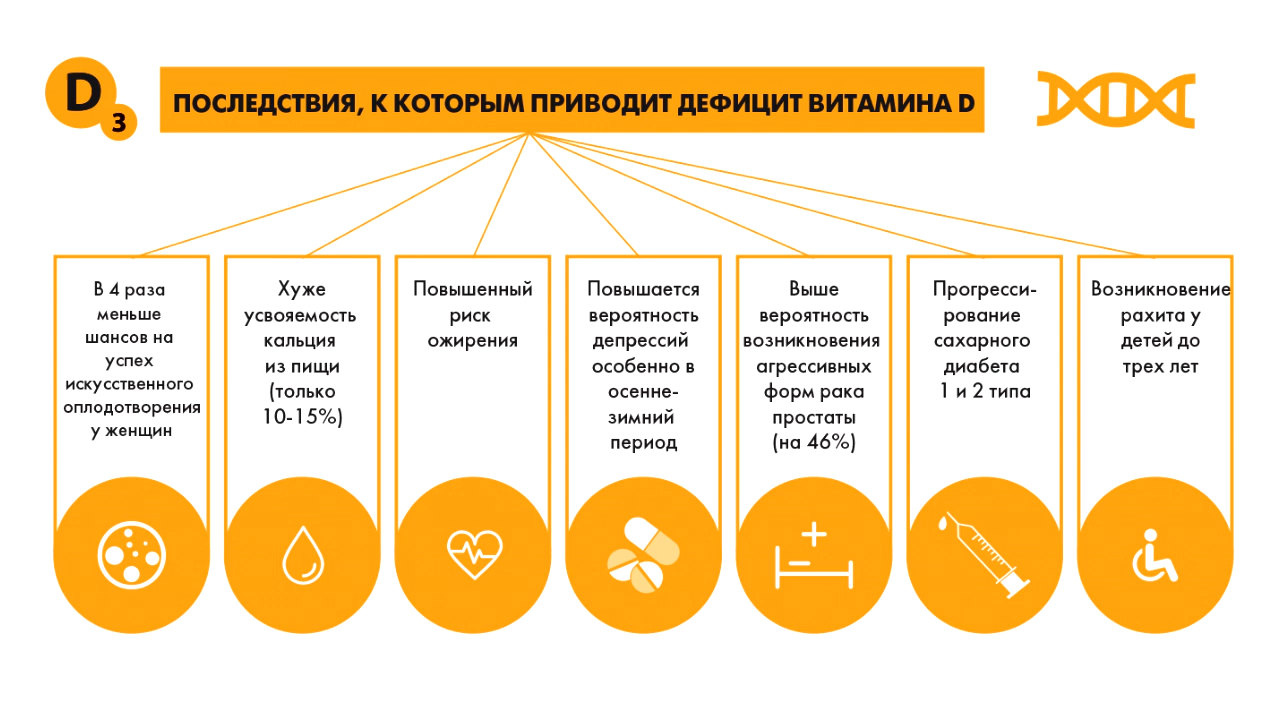 D
3
ПОСЛЕДСТВИЯ, К КОТОРЫМ ПРИВОДИТ ДЕФИЦИТ ВИТАМИНА D
В 4 раза
меньше
шансов на
успех
искусственного
оплодотворения
у женщин
Хуже
усвояемость
кальция
из пищи
(только
10-15%)
Повышенный
риск
ожирения
Повышается
вероятность
депрессий
особенно в
осенне-
зимний
период
Выше
вероятность
возникновения
агрессивных
форм рака
простаты
(на 46%)
Прогресси-
рование
сахарного
диабета
1 и 2 типа
Возникновение
рахита у
детей до
трех лет